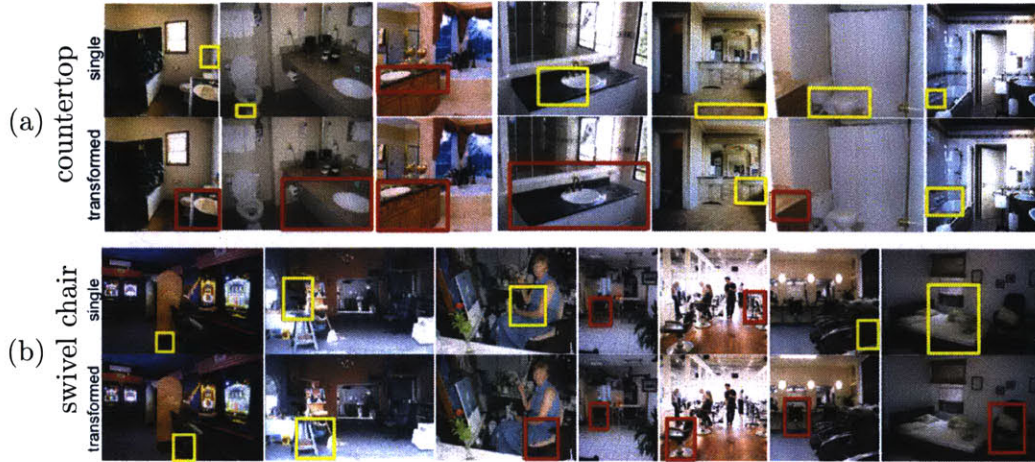 (a)
countertop
single
transformed
(b)
swivel chair
single
transformed